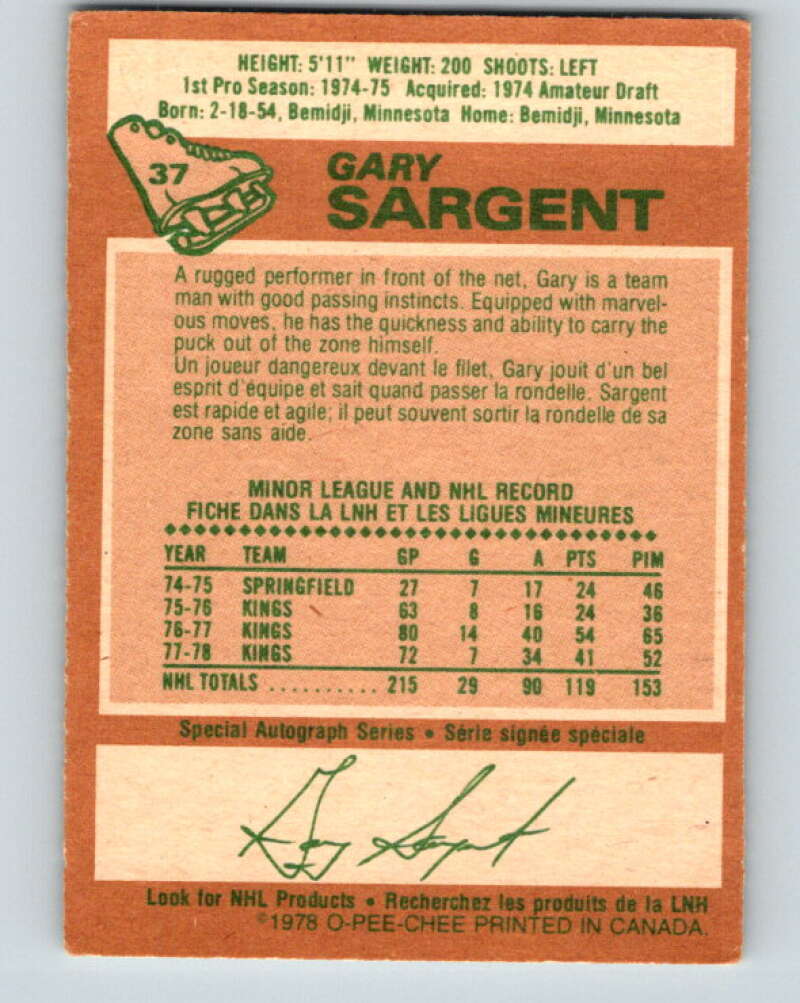 HEIGHT: 5'11" WEIGHT: 200 SHOOTS: LEFT
1st Pro Season: 1974-75 Acquired: 1974 Amateur Draft
Born: 2-18-54, Bemidji, Minnesota Home: Bemidji, Minnesota
37
GARY
SARGENT
A rugged performer in front of the net, Gary is a team
man with good passing instincts. Equipped with marvel-
ous moves, he has the quickness and ability to carry the
puck out of the zone himself.
Un joueur dangereux devant le filet, Gary jouit d'un bel
esprit d'équipe et sait quand passer la rondelle. Sargent
est rapide et agile; il peut souvent sortir la rondelle de sa
zone sans aide.
MINOR LEAGUE AND NHL RECORD
FICHE DANS LA LNH ET LES LIGUES MINEURES
YEAR TEAM GP G A PTS PIM
74-75 SPRINGFIELD 27 7 17 24 46
75-76 KINGS 63 8 16 24 36
76-77 KINGS 80 14 40 54 65
77-78 KINGS 72 7 34 41 52
NHL TOTALS .......... 215 29 90 119 153
Special Autograph Series • Série signée spéciale
Gary Sargent
Look for NHL Products • Recherchez les produits de la LNH
©1978 O-PEE-CHEE PRINTED IN CANADA.